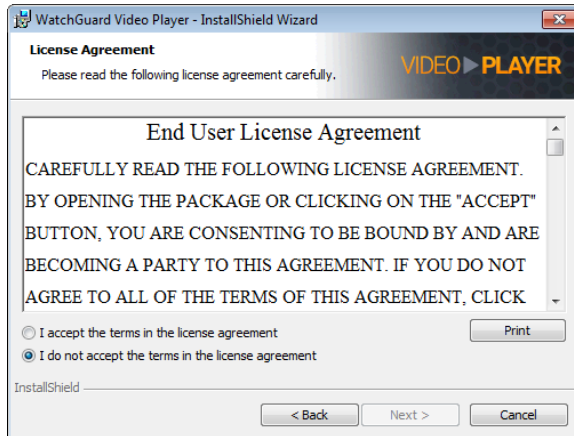 WatchGuard Video Player - InstallShield Wizard
License Agreement
Please read the following license agreement carefully.
VIDEO PLAYER
End User License Agreement
CAREFULLY READ THE FOLLOWING LICENSE AGREEMENT.
BY OPENING THE PACKAGE OR CLICKING ON THE "ACCEPT"
BUTTON, YOU ARE CONSENTING TO BE BOUND BY AND ARE
BECOMING A PARTY TO THIS AGREEMENT. IF YOU DO NOT
AGREE TO ALL OF THE TERMS OF THIS AGREEMENT, CLICK
I accept the terms in the license agreement
Print
I do not accept the terms in the license agreement
InstallShield
< Back
Next >
Cancel